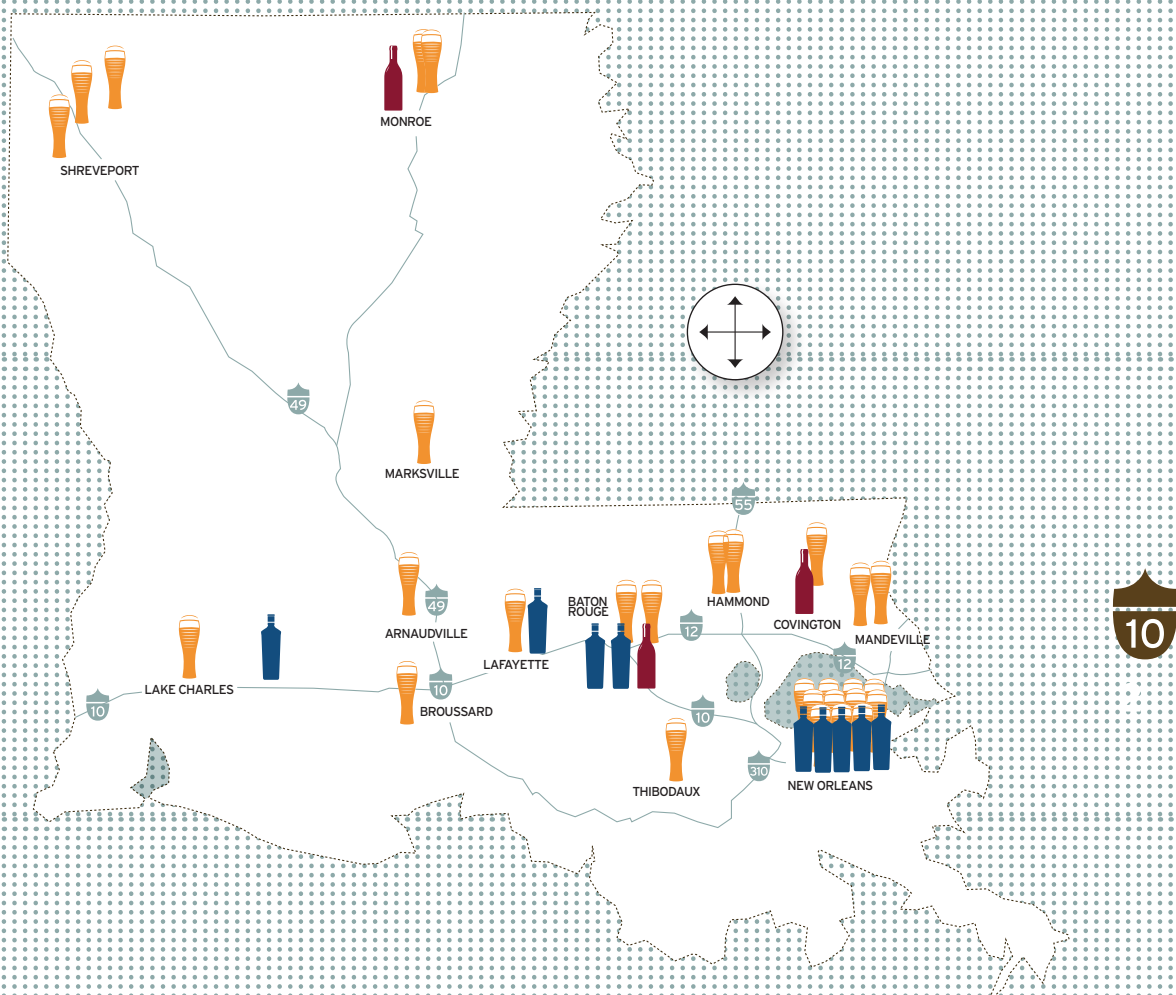 MONROE
SHREVEPORT
49
MARKSVILLE
55
BATON
ROUGE
HAMMOND
49
12
COVINGTON
ARNAUDVILLE
MANDEVILLE
10
LAFAYETTE
12
LAKE CHARLES
10
10
BROUSSARD
10
310
THIBODAUX
NEW ORLEANS